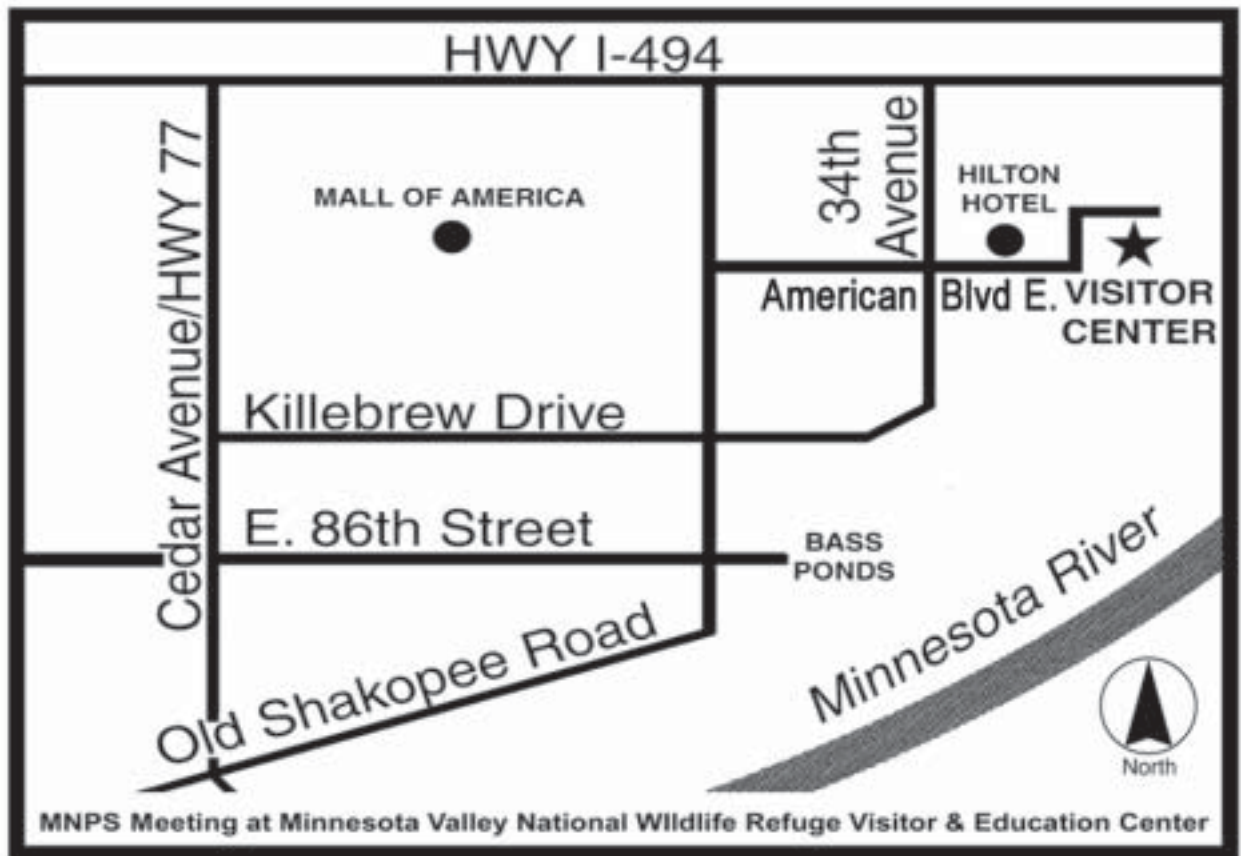 HWY I-494
Cedar Avenue/HWY 77
MALL OF AMERICA
34th
Avenue
HILTON
HOTEL
American Blvd E.
VISITOR
CENTER
Killebrew Drive
E. 86th Street
BASS
PONDS
Old Shakopee Road
Minnesota River
North
MNPS Meeting at Minnesota Valley National WIldlife Refuge Visitor & Education Center